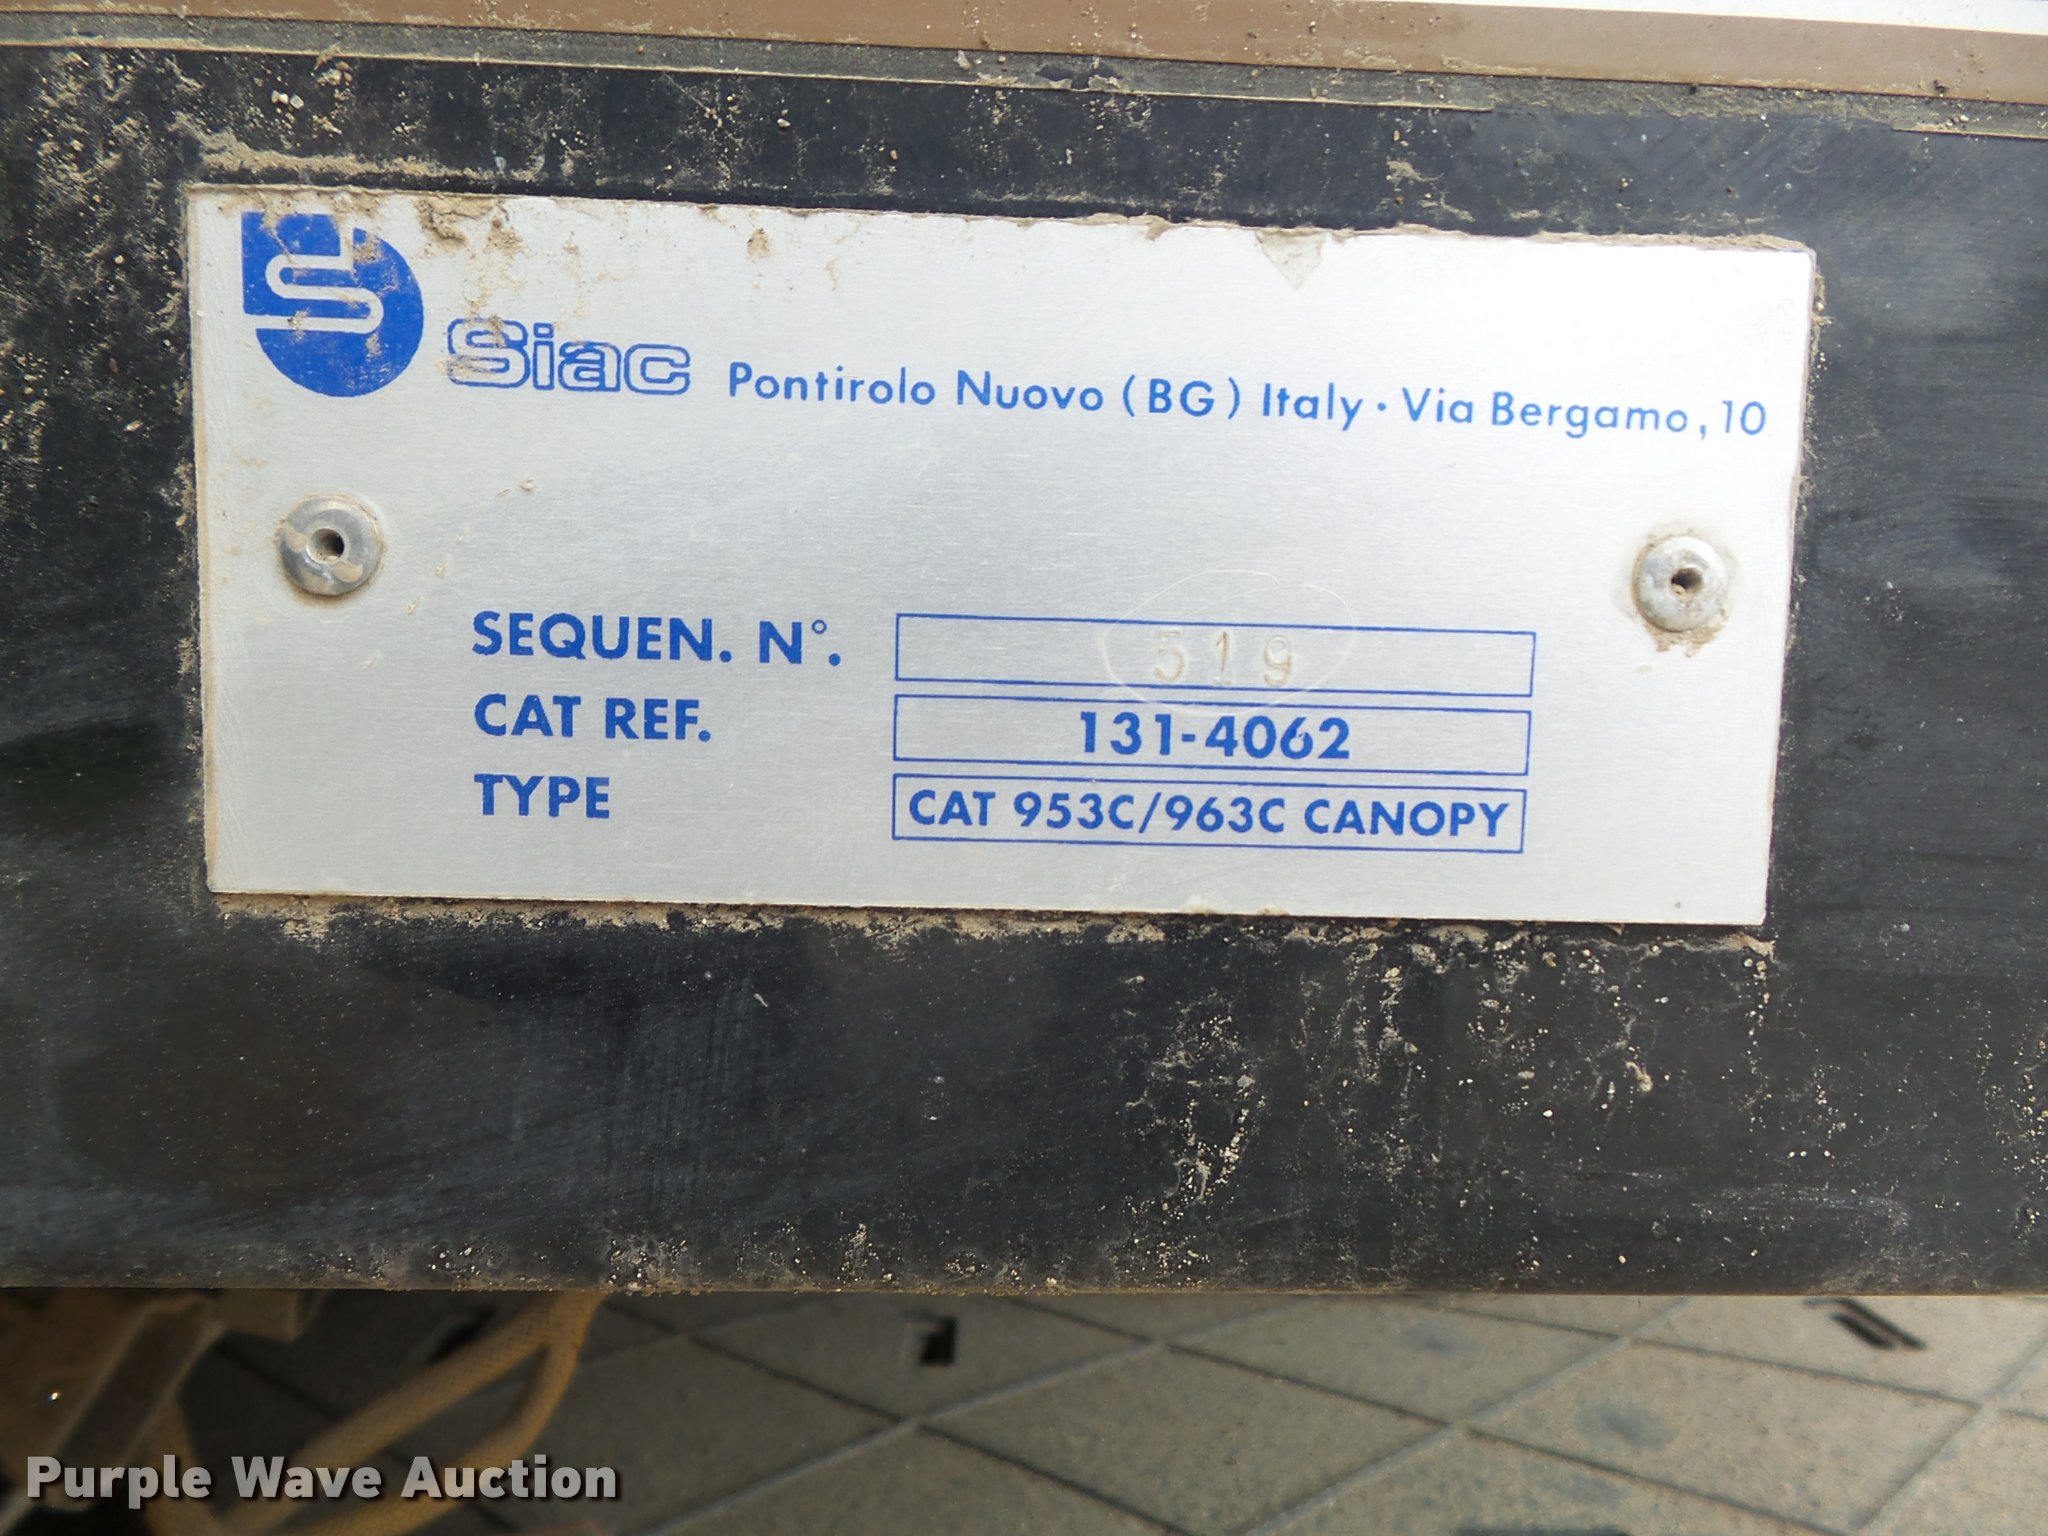 S
Siac Pontirolo Nuovo (BG) Italy · Via Bergamo, 10
SEQUEN. N°. 519
CAT REF. 131-4062
TYPE CAT 953C/963C CANOPY
Purple Wave Auction